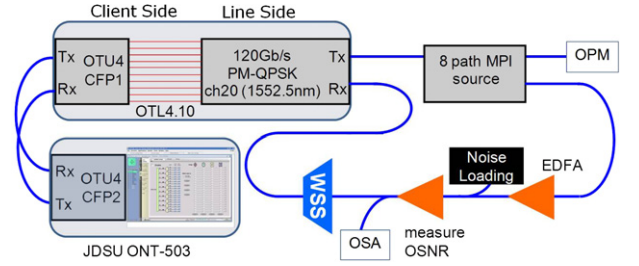 Client Side
Line Side
Tx
OTU4
CFP1
Rx
120Gb/s
PM-QPSK
ch20 (1552.5nm)
Tx
Rx
OTL4.10
8 path MPI
source
OPM
Rx
OTU4
CFP2
Tx
JDSU ONT-503
WSS
Noise
Loading
EDFA
OSA
measure
OSNR